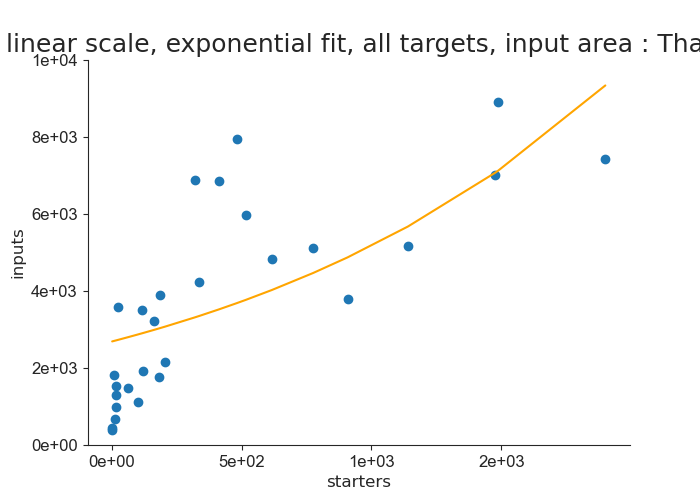 linear scale, exponential fit, all targets, input area : Tha
1e+04
8e+03
6e+03
4e+03
2e+03
0e+00
inputs
0e+00 5e+02 1e+03 2e+03
starters